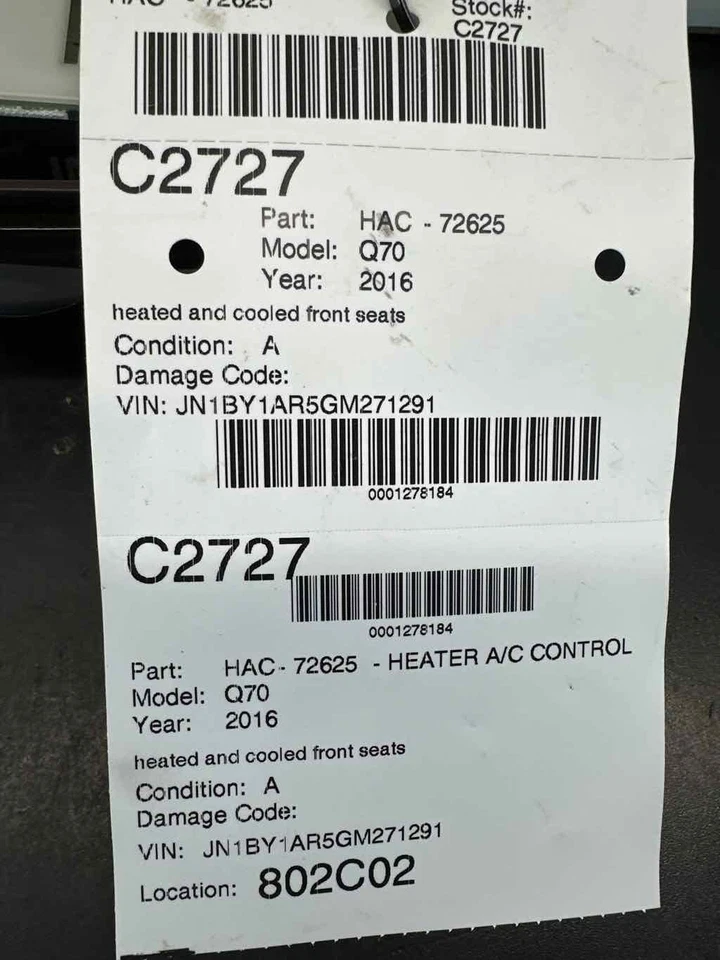 HAC - 72625
Stock#:
C2727
C2727
Part: HAC - 72625
Model: Q70
Year: 2016
heated and cooled front seats
Condition: A
Damage Code:
VIN: JN1BY1AR5GM271291
0001278184
C2727
0001278184
Part: HAC- 72625 - HEATER A/C CONTROL
Model: Q70
Year: 2016
heated and cooled front seats
Condition: A
Damage Code:
VIN: JN1BY1AR5GM271291
Location: 802C02